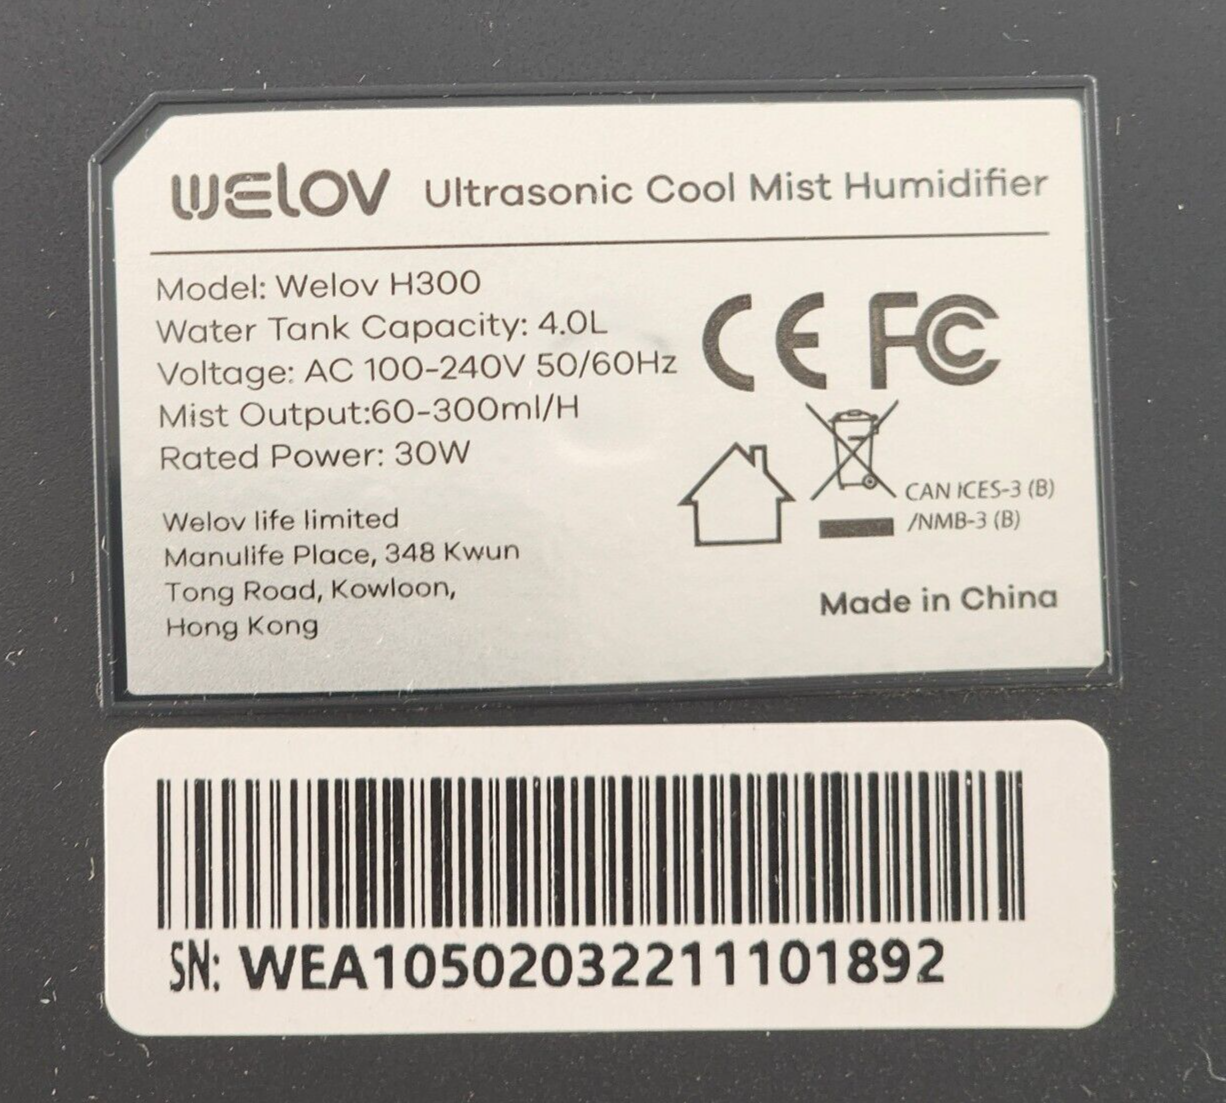 welov Ultrasonic Cool Mist Humidifier
Model: Welov H300
Water Tank Capacity: 4.0L
Voltage: AC 100-240V 50/60Hz
Mist Output:60-300ml/H
Rated Power: 30W
Welov life limited
Manulife Place, 348 Kwun
Tong Road, Kowloon,
Hong Kong
CE FC
CAN ICES-3 (B)
/NMB-3 (B)
Made in China
SN: WEA10502032211101892